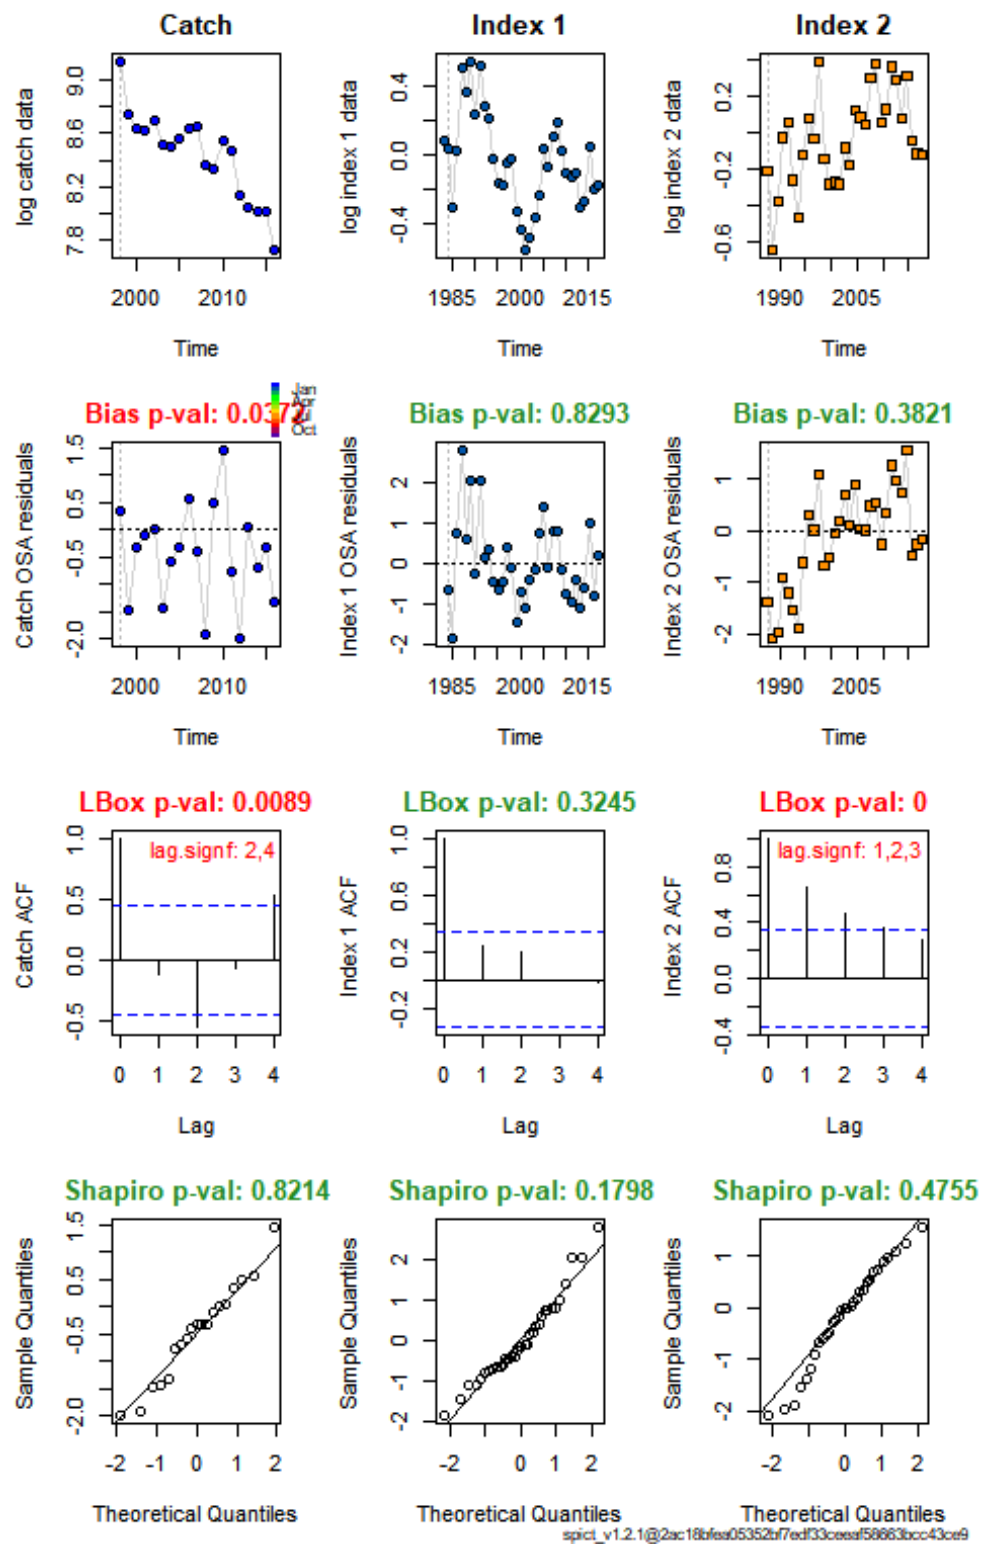 Catch Index 1 Index 2
log catch data
7.8 8.2 8.6 9.0
2000 2010
Time
log index 1 data
-0.4 0.0 0.4
1985 2000 2015
Time
log index 2 data
-0.6 -0.2 0.2
1990 2005
Time
Jan
Apr
Jul
Oct
Bias p-val: 0.0372 Bias p-val: 0.8293 Bias p-val: 0.3821
Catch OSA residuals
-2.0 -0.5 0.5 1.5
2000 2010
Time
Index 1 OSA residuals
-2 -1 0 1 2
1985 2000 2015
Time
Index 2 OSA residuals
-2 -1 0 1
1990 2005
Time
LBox p-val: 0.0089 LBox p-val: 0.3245 LBox p-val: 0
Catch ACF
-0.5 0.0 0.5 1.0
lag.signf: 2,4
0 1 2 3 4
Lag
Index 1 ACF
-0.2 0.2 0.6 1.0
0 1 2 3 4
Lag
Index 2 ACF
-0.4 0.0 0.4 0.8
lag.signf: 1,2,3
0 1 2 3 4
Lag
Shapiro p-val: 0.8214 Shapiro p-val: 0.1798 Shapiro p-val: 0.4755
Sample Quantiles
-2.0 -0.5 0.5 1.5
-2 -1 0 1 2
Theoretical Quantiles
Sample Quantiles
-2 -1 0 1 2
-2 0 1 2
Theoretical Quantiles
Sample Quantiles
-2 -1 0 1
-2 0 1 2
Theoretical Quantiles
spict_v1.2.1@2ac18bfea05352bf7edf33ceeaf58663bcc43ce9